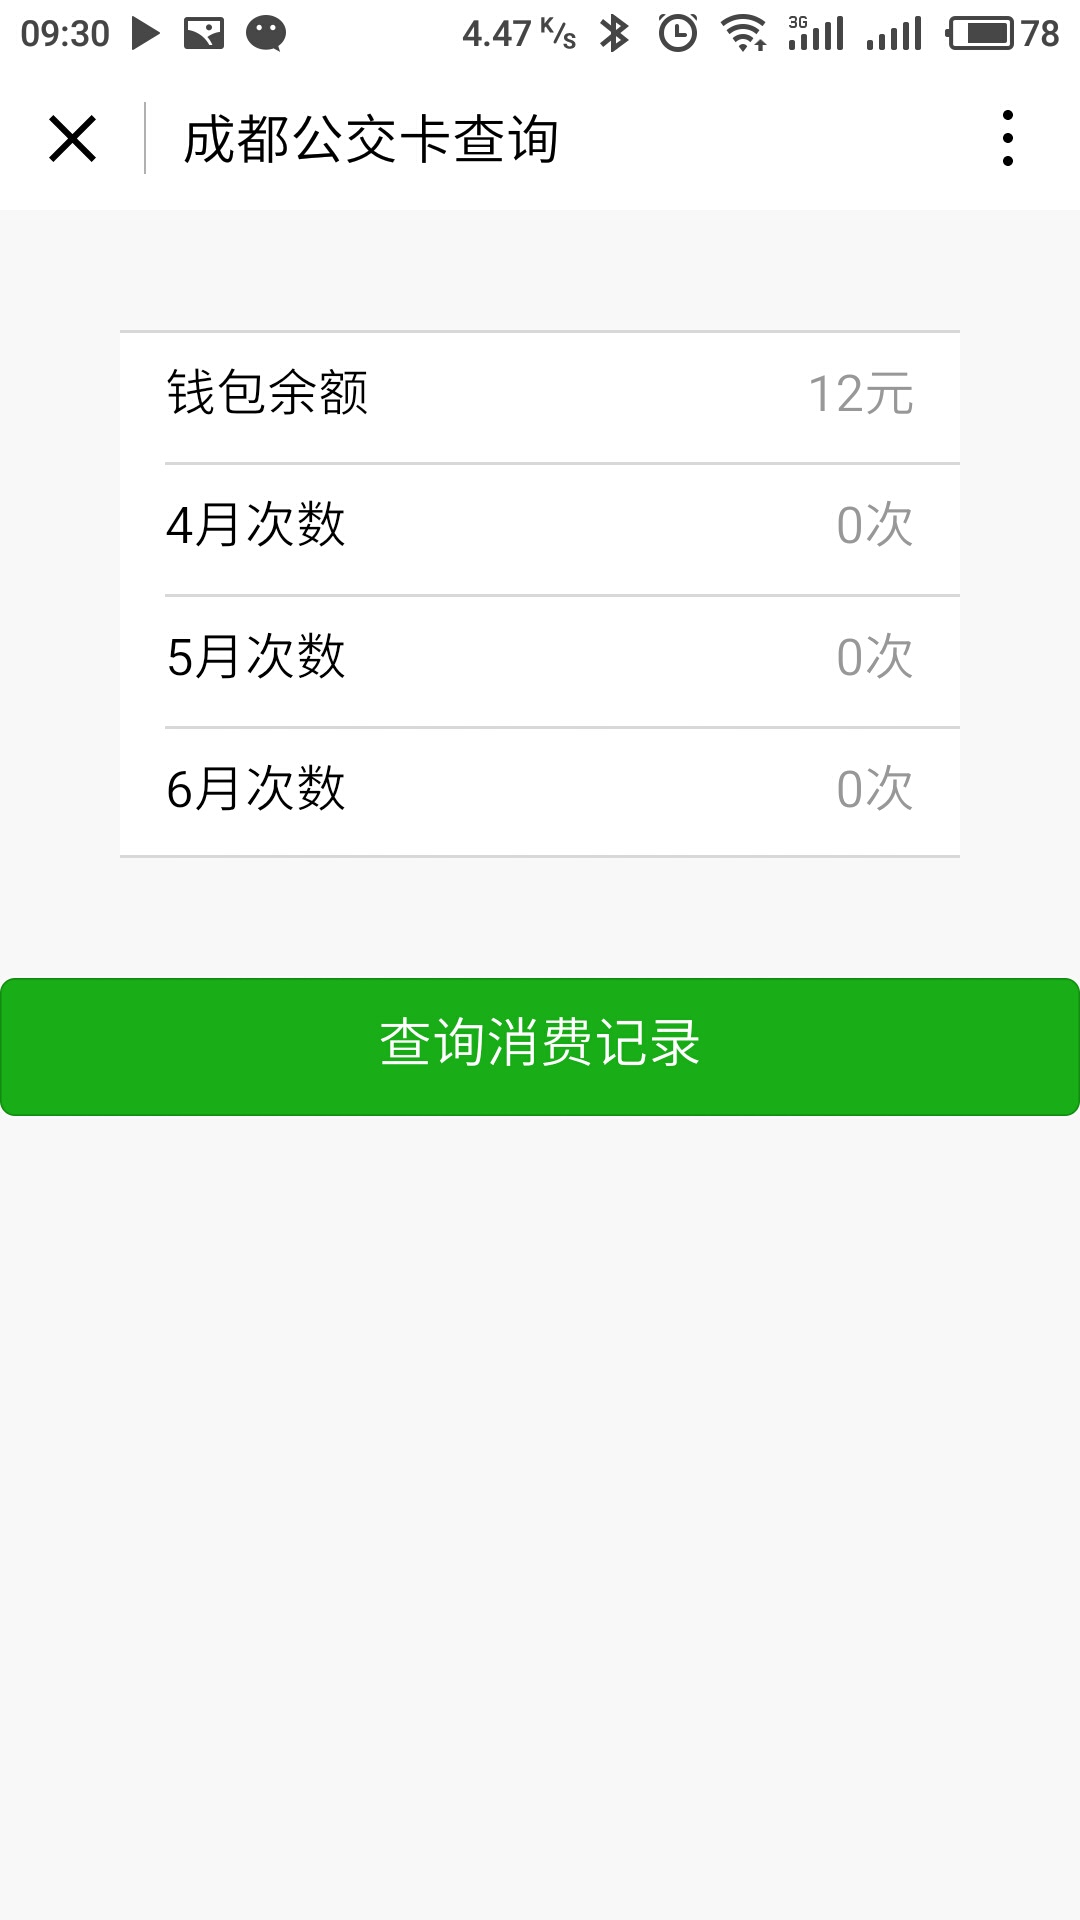 09:30 4.47 K/s 3G 78
成都公交卡查询
钱包余额 12元
4月次数 0次
5月次数 0次
6月次数 0次
查询消费记录